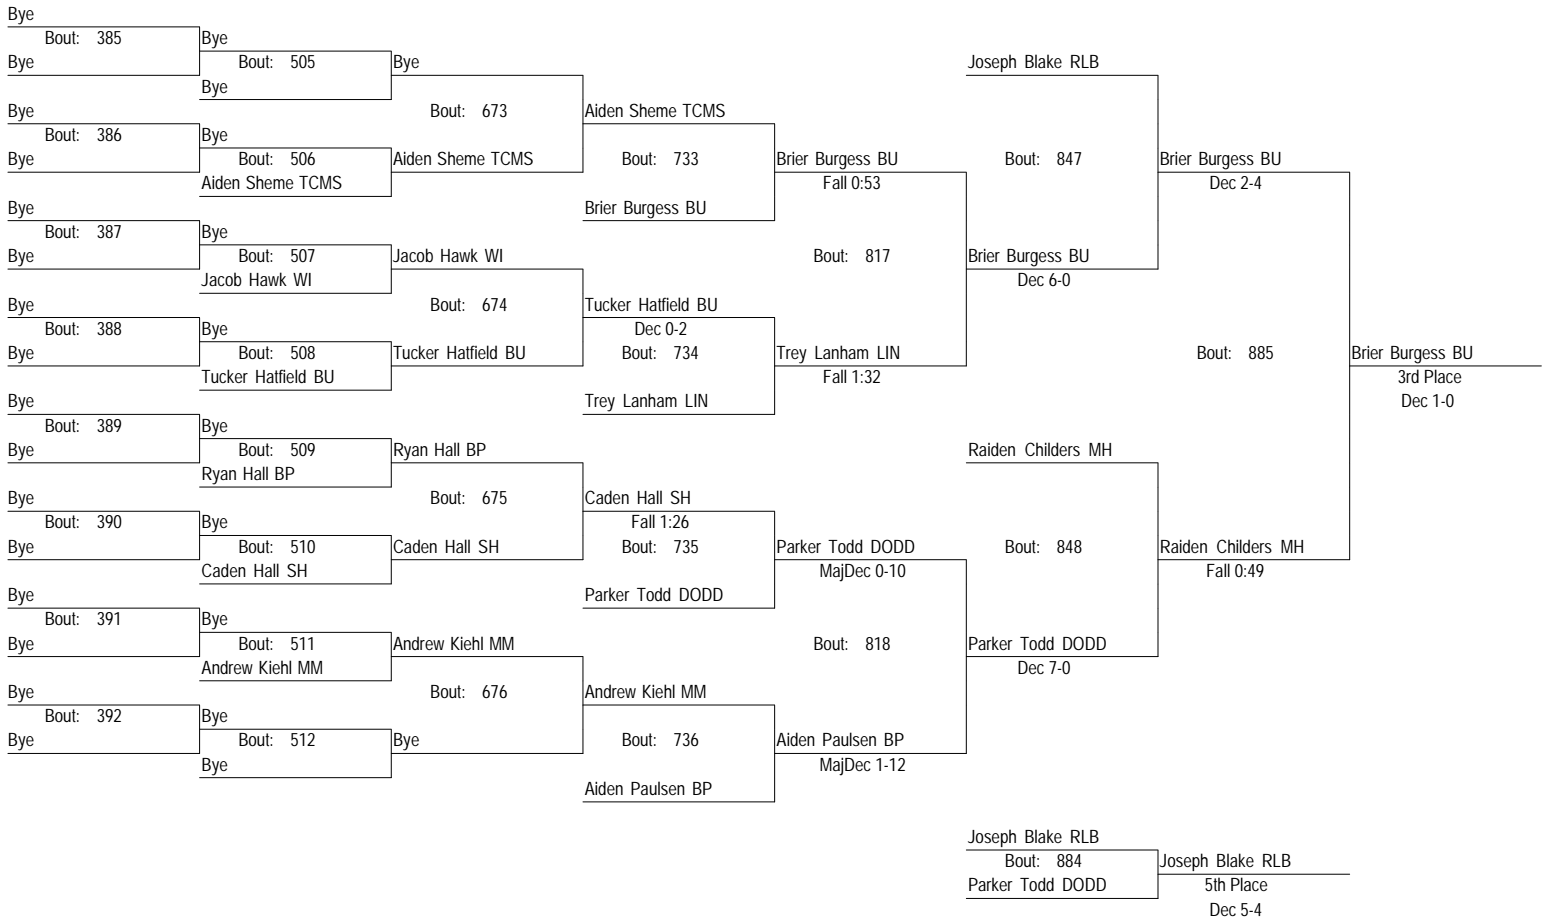 Bye
Bout: 385
Bye
Bye
Bout: 505
Bye
Bye
Bout: 386
Bye
Bye
Bout: 506
Aiden Sheme TCMS
Bye
Bout: 673
Aiden Sheme TCMS
Bye
Bout: 387
Bye
Bye
Bout: 507
Jacob Hawk WI
Bye
Bout: 388
Bye
Bye
Bout: 508
Tucker Hatfield BU
Jacob Hawk WI
Bout: 674
Tucker Hatfield BU
Bye
Bout: 389
Bye
Bye
Bout: 509
Ryan Hall BP
Bye
Bout: 390
Bye
Bye
Bout: 510
Caden Hall SH
Ryan Hall BP
Bout: 675
Caden Hall SH
Bye
Bout: 391
Bye
Bye
Bout: 511
Andrew Kiehl MM
Bye
Bout: 392
Bye
Bye
Bout: 512
Bye
Andrew Kiehl MM
Bout: 676
Bye
Aiden Sheme TCMS
Bout: 733
Brier Burgess BU
Tucker Hatfield BU
Dec 0-2
Bout: 734
Trey Lanham LIN
Caden Hall SH
Fall 1:26
Bout: 735
Parker Todd DODD
Andrew Kiehl MM
Bout: 736
Aiden Paulsen BP
Brier Burgess BU
Fall 0:53
Bout: 817
Trey Lanham LIN
Fall 1:32
Parker Todd DODD
MajDec 0-10
Bout: 818
Aiden Paulsen BP
MajDec 1-12
Joseph Blake RLB
Bout: 847
Brier Burgess BU
Dec 6-0
Raiden Childers MH
Bout: 848
Parker Todd DODD
Dec 7-0
Brier Burgess BU
Dec 2-4
Bout: 885
Raiden Childers MH
Fall 0:49
Brier Burgess BU
3rd Place
Dec 1-0
Joseph Blake RLB
Bout: 884
Parker Todd DODD
Joseph Blake RLB
5th Place
Dec 5-4